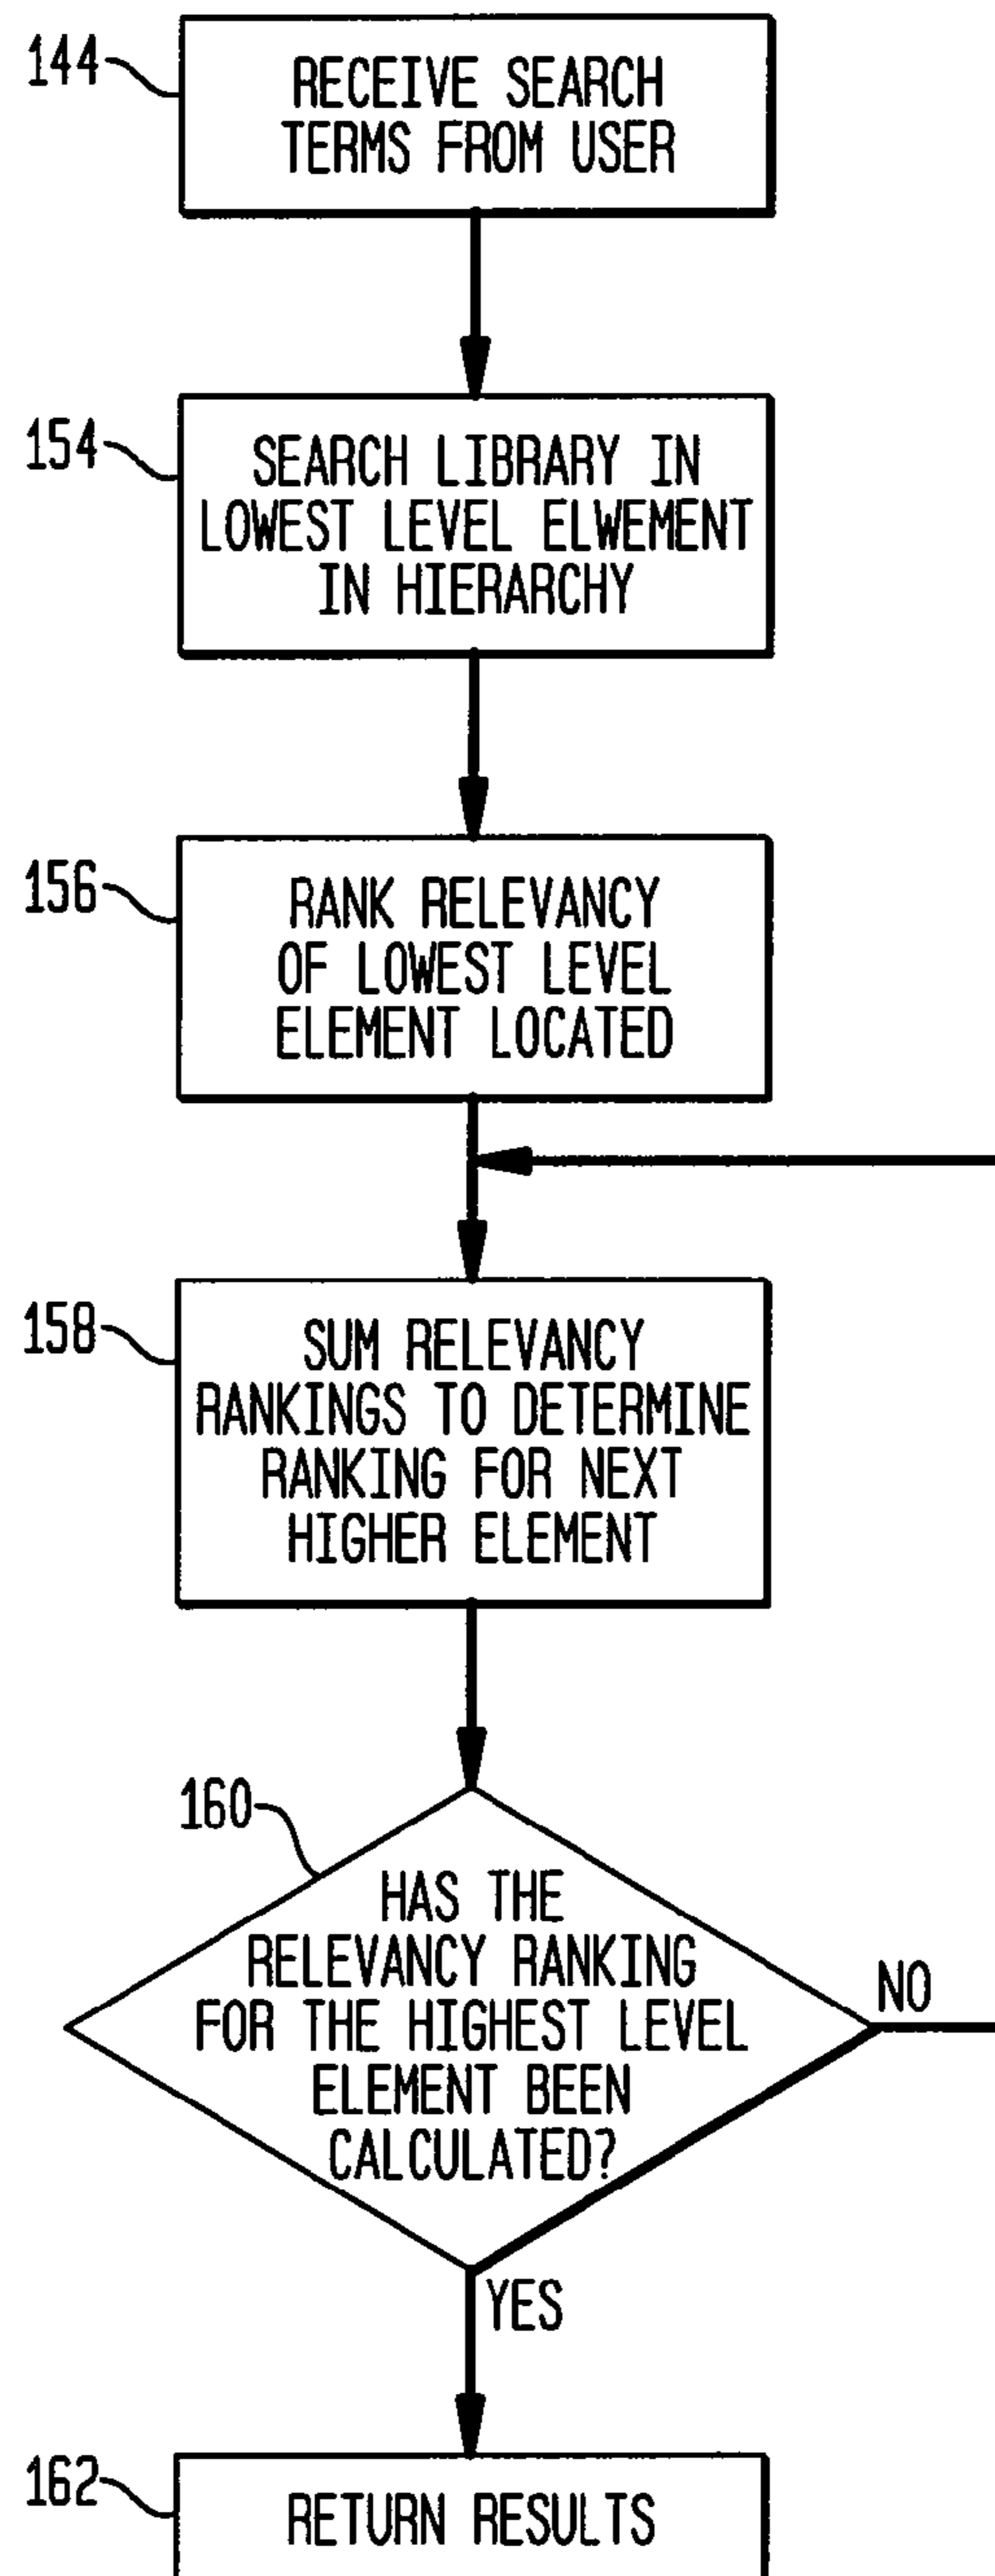 144
RECEIVE SEARCH
TERMS FROM USER
154
SEARCH LIBRARY IN
LOWEST LEVEL ELWEMENT
IN HIERARCHY
156
RANK RELEVANCY
OF LOWEST LEVEL
ELEMENT LOCATED
158
SUM RELEVANCY
RANKINGS TO DETERMINE
RANKING FOR NEXT
HIGHER ELEMENT
160
HAS THE
RELEVANCY RANKING
FOR THE HIGHEST LEVEL
ELEMENT BEEN
CALCULATED?
NO
YES
162
RETURN RESULTS